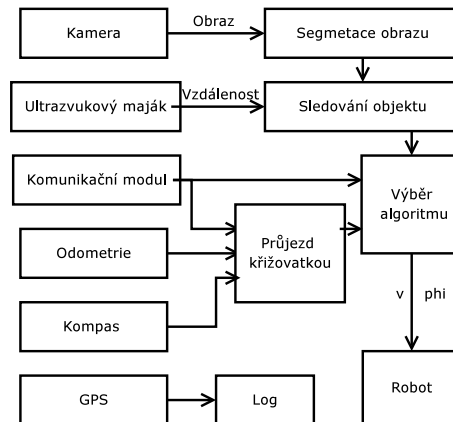 Kamera
Obraz
Segmetace obrazu
Ultrazvukový maják
Vzdálenost
Sledování objektu
Komunikační modul
Výběr
algoritmu
Průjezd
křižovatkou
Odometrie
Kompas
v
phi
GPS
Log
Robot